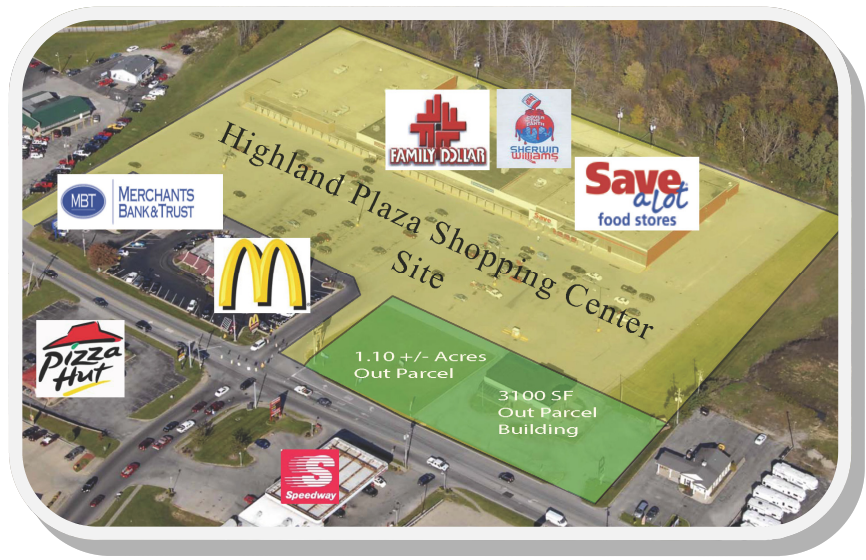 FAMILY DOLLAR
COVER
THE
EARTH
SHERWIN
WILLIAMS
Save
a lot
food stores
Highland Plaza Shopping Center
Site
MBT
MERCHANTS
BANK & TRUST
M
Pizza
Hut
1.10 +/- Acres
Out Parcel
3100 SF
Out Parcel
Building
S
Speedway
Save